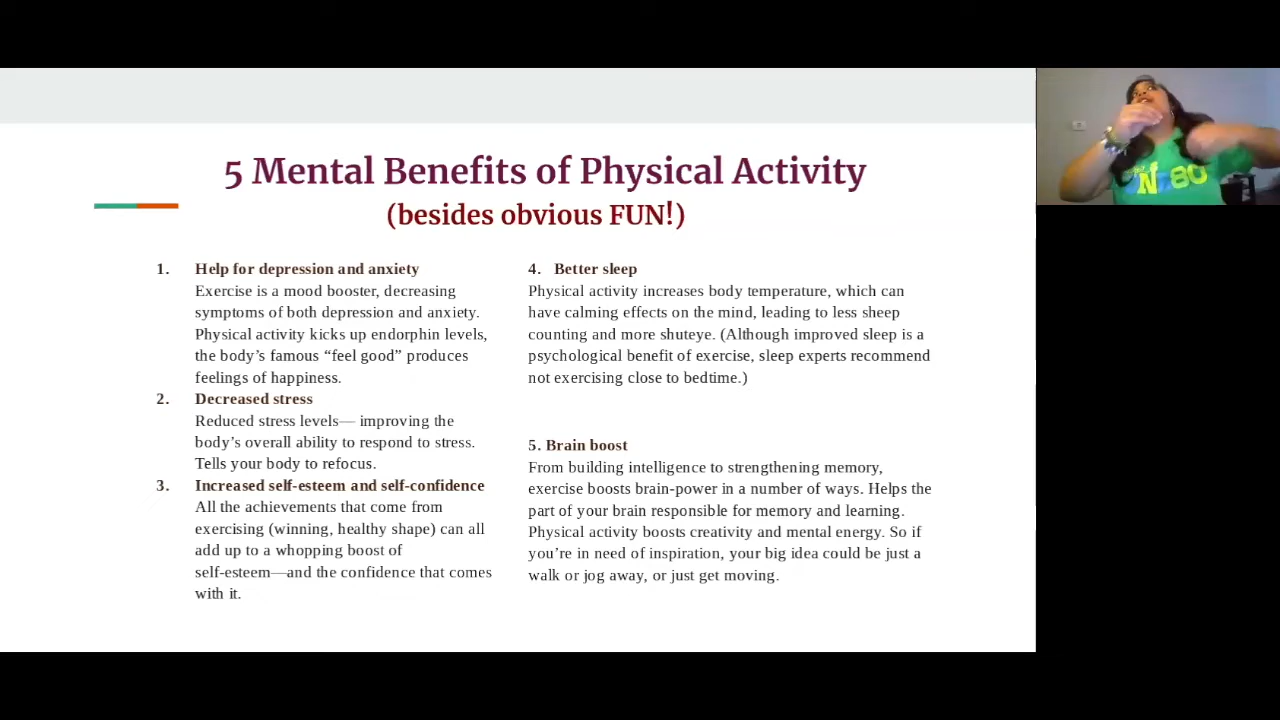 5 Mental Benefits of Physical Activity
(besides obvious FUN!)
1. Help for depression and anxiety
Exercise is a mood booster, decreasing
symptoms of both depression and anxiety.
Physical activity kicks up endorphin levels,
the body's famous “feel good” produces
feelings of happiness.
2. Decreased stress
Reduced stress levels— improving the
body's overall ability to respond to stress.
Tells your body to refocus.
3. Increased self-esteem and self-confidence
All the achievements that come from
exercising (winning, healthy shape) can all
add up to a whopping boost of
self-esteem—and the confidence that comes
with it.
4. Better sleep
Physical activity increases body temperature, which can
have calming effects on the mind, leading to less sheep
counting and more shuteye. (Although improved sleep is a
psychological benefit of exercise, sleep experts recommend
not exercising close to bedtime.)
5. Brain boost
From building intelligence to strengthening memory,
exercise boosts brain-power in a number of ways. Helps the
part of your brain responsible for memory and learning.
Physical activity boosts creativity and mental energy. So if
you're in need of inspiration, your big idea could be just a
walk or jog away, or just get moving.